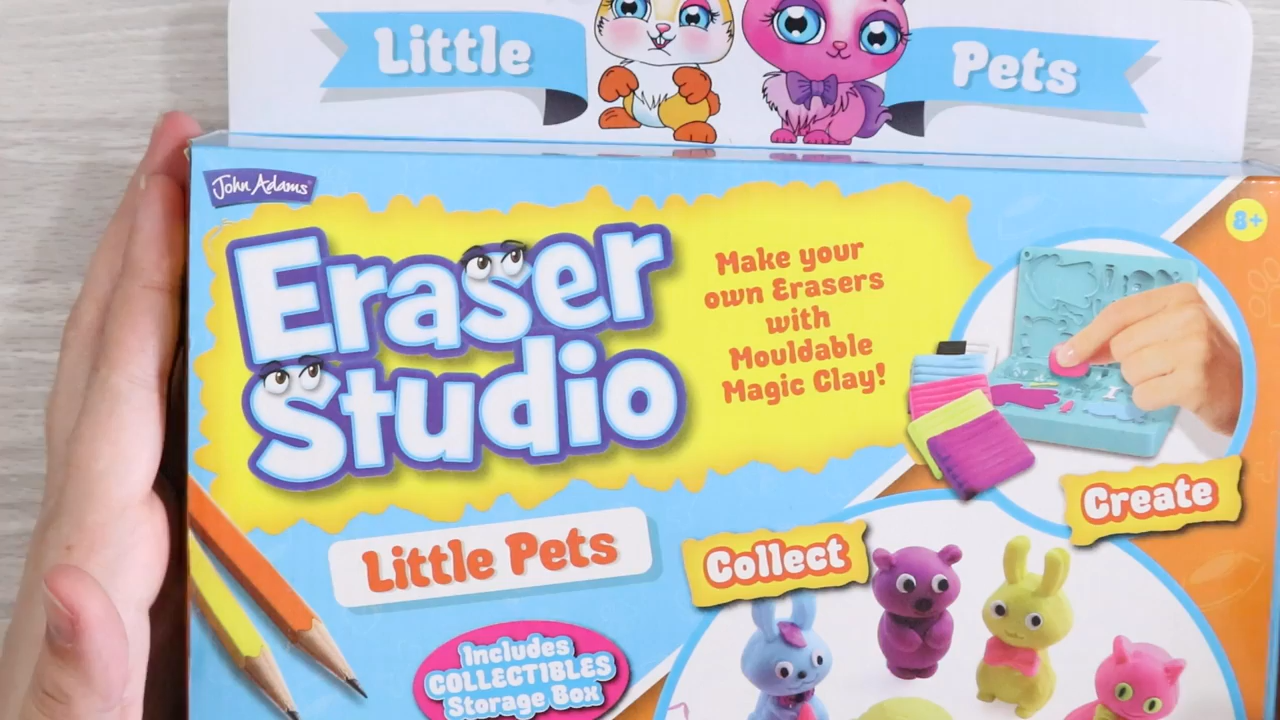 Little Pets
John Adams
8+
Eraser
Studio
Make your
own Erasers
with
Mouldable
Magic Clay!
Create
Little Pets
Collect
Includes
COLLECTIBLES
Storage Box